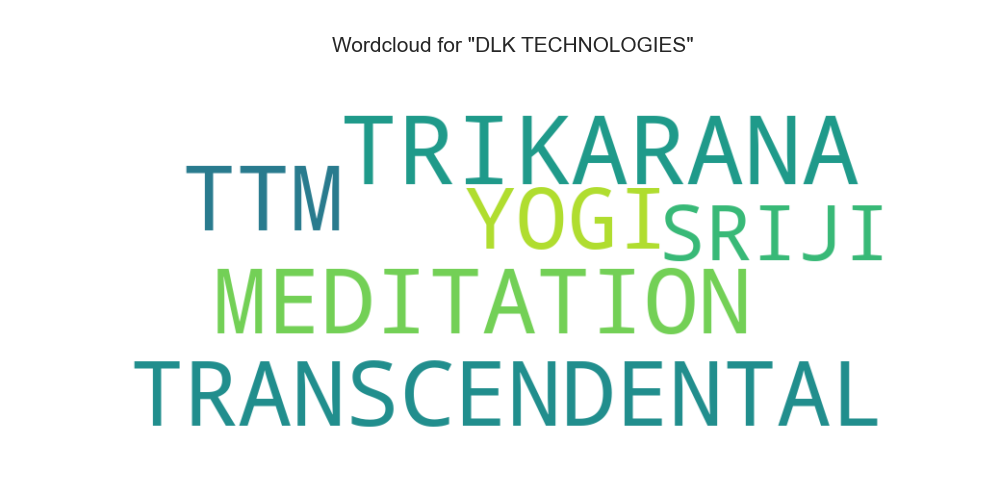 Wordcloud for "DLK TECHNOLOGIES"
TRIKARANA
TTM
YOGI
SRIJI
MEDITATION
TRANSCENDENTAL